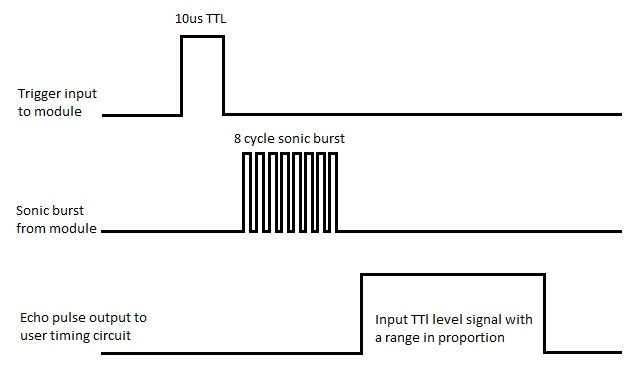 10us TTL
Trigger input
to module
8 cycle sonic burst
Sonic burst
from module
Echo pulse output to
user timing circuit
Input TTl level signal with
a range in proportion